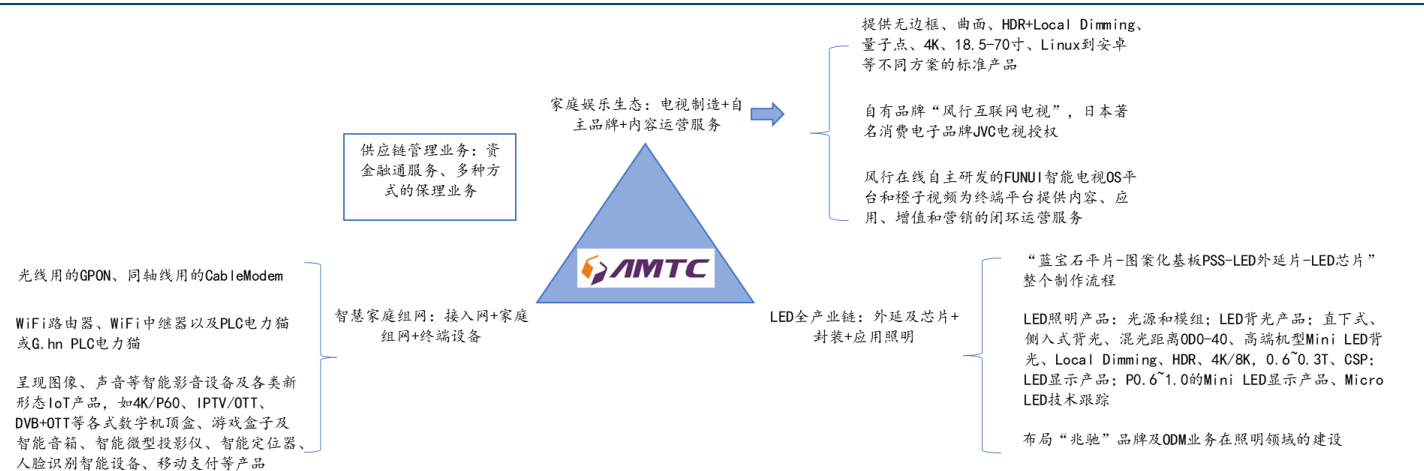 提供无边框、曲面、HDR+Local Dimming、
量子点、4K、18.5-70寸、Linux到安卓
等不同方案的标准产品
家庭娱乐生态：电视制造+自
主品牌+内容运营服务
自有品牌“风行互联网电视”，日本著
名消费电子品牌JVC电视授权
供应链管理业务：资
金融通服务、多种方
式的保理业务
风行在线自主研发的FUNUI智能电视OS平
台和橙子视频为终端平台提供内容、应
用、增值和营销的闭环运营服务
AMTC
光线用的GPON、同轴线用的CableModem
WiFi路由器、WiFi中继器以及PLC电力猫
或G.hn PLC电力猫
呈现图像、声音等智能影音设备及各类新
形态IoT产品，如4K/P60、IPTV/OTT、
DVB+OTT等各式数字机顶盒、游戏盒子及
智能音箱、智能微型投影仪、智能定位器、
人脸识别智能设备、移动支付等产品
智慧家庭组网：接入网+家庭
组网+终端设备
LED全产业链：外延及芯片+
封装+应用照明
“蓝宝石平片-图案化基板PSS-LED外延片-LED芯片”
整个制作流程
LED照明产品：光源和模组；LED背光产品；直下式、
侧入式背光、混光距离OD0-40、高端机型Mini LED背
光、Local Dimming、HDR、4K/8K，0.6~0.3T、CSP；
LED显示产品；P0.6~1.0的Mini LED显示产品、Micro
LED技术跟踪
布局“兆驰”品牌及ODM业务在照明领域的建设